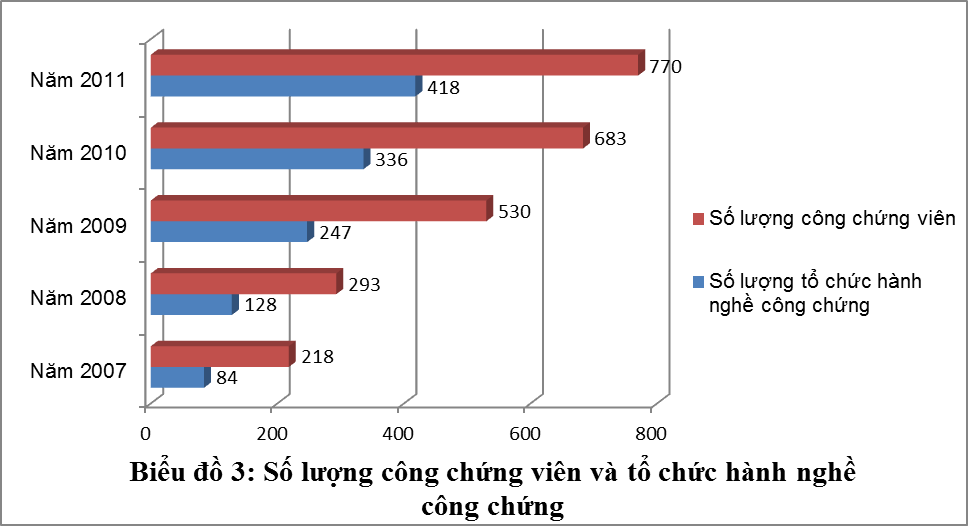 Năm 2011
770
418
Năm 2010
683
336
Năm 2009
530
247
Năm 2008
293
128
Năm 2007
218
84
0 200 400 600 800
Số lượng công chứng viên
Số lượng tổ chức hành
nghề công chứng
Biểu đồ 3: Số lượng công chứng viên và tổ chức hành nghề
công chứng